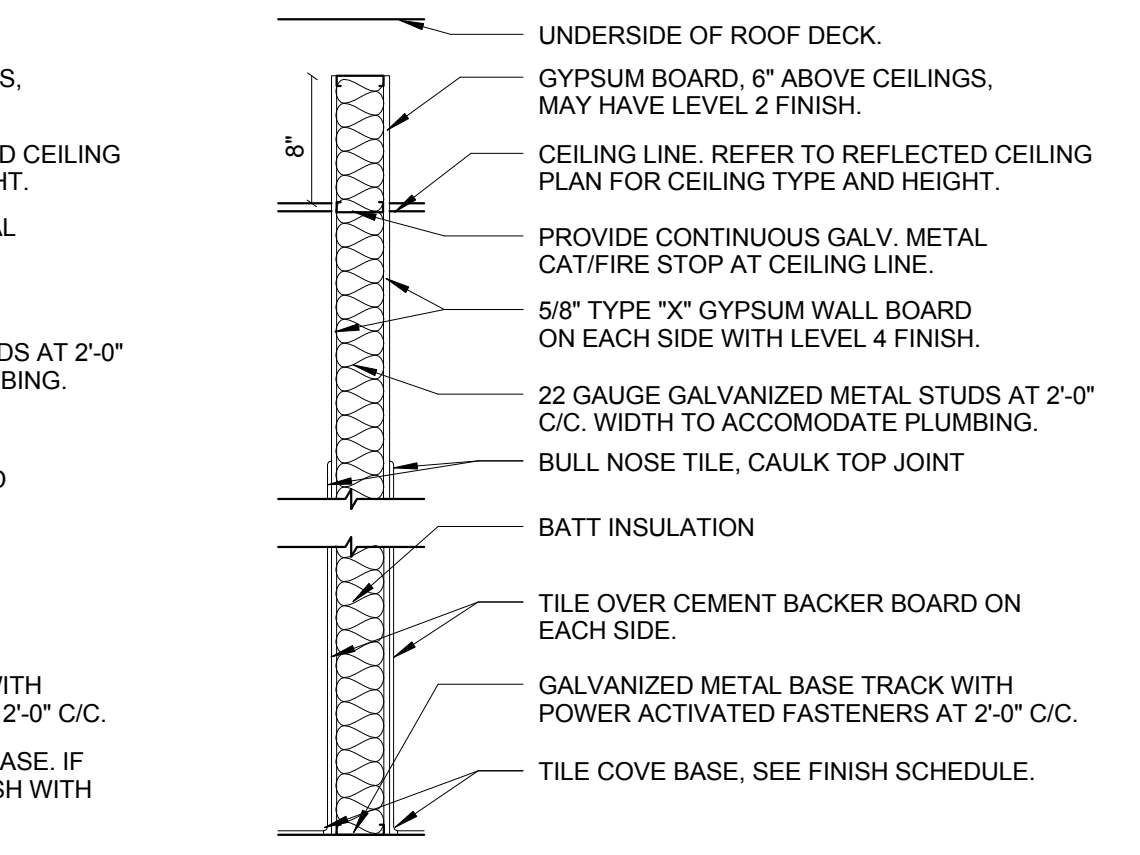 S,
D CEILING
HT.
AL
DS AT 2'-0"
BING.
D
WITH
2'-0" C/C.
ASE. IF
SH WITH
8"
UNDERSIDE OF ROOF DECK.
GYPSUM BOARD, 6" ABOVE CEILINGS,
MAY HAVE LEVEL 2 FINISH.
CEILING LINE. REFER TO REFLECTED CEILING
PLAN FOR CEILING TYPE AND HEIGHT.
PROVIDE CONTINUOUS GALV. METAL
CAT/FIRE STOP AT CEILING LINE.
5/8" TYPE "X" GYPSUM WALL BOARD
ON EACH SIDE WITH LEVEL 4 FINISH.
22 GAUGE GALVANIZED METAL STUDS AT 2'-0"
C/C. WIDTH TO ACCOMODATE PLUMBING.
BULL NOSE TILE, CAULK TOP JOINT
BATT INSULATION
TILE OVER CEMENT BACKER BOARD ON
EACH SIDE.
GALVANIZED METAL BASE TRACK WITH
POWER ACTIVATED FASTENERS AT 2'-0" C/C.
TILE COVE BASE, SEE FINISH SCHEDULE.